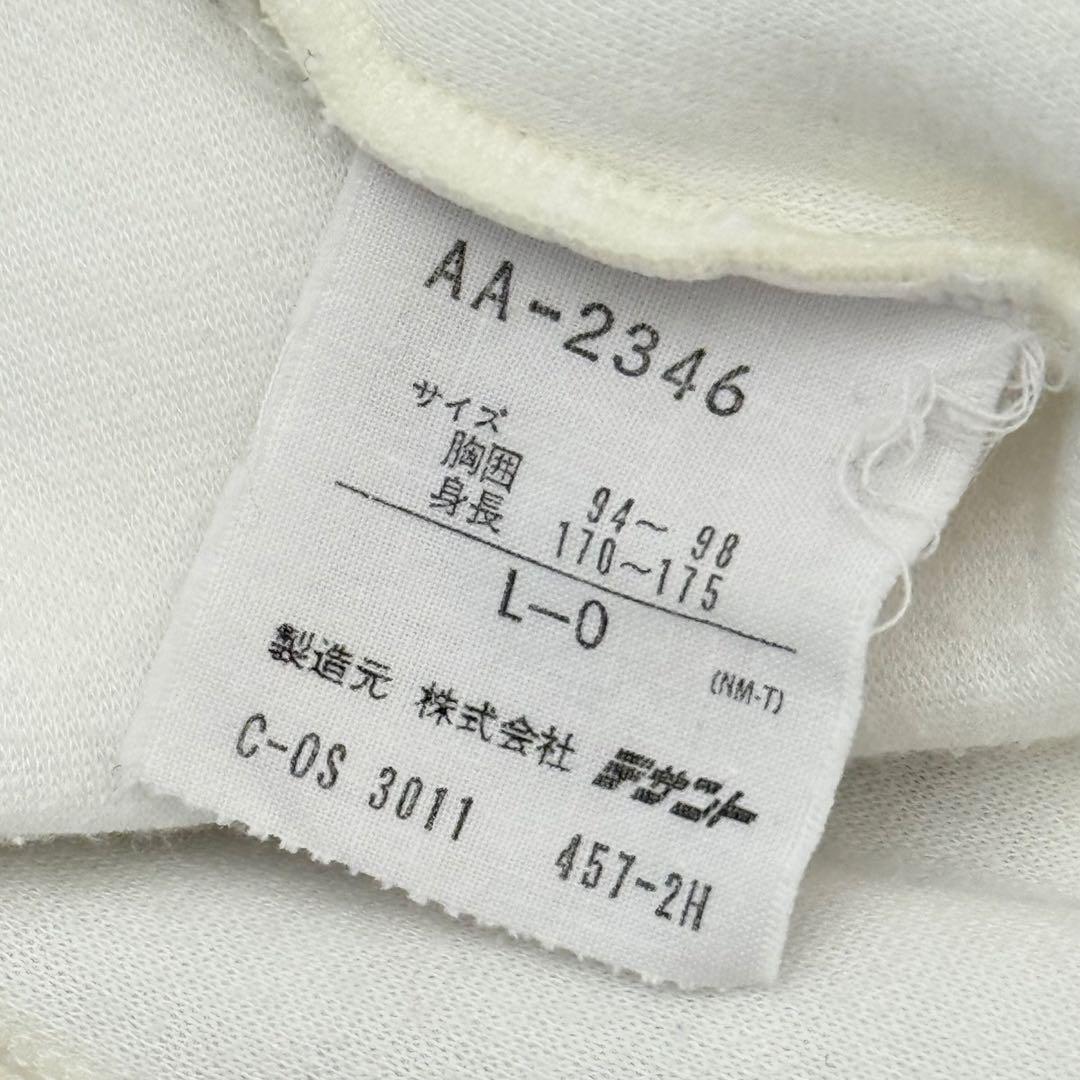 AA-2346
サイズ
胸囲 94～ 98
身長 170～175
L-O
(NM-T)
製造元 株式会社 デサント
C-OS 3011 457-2H